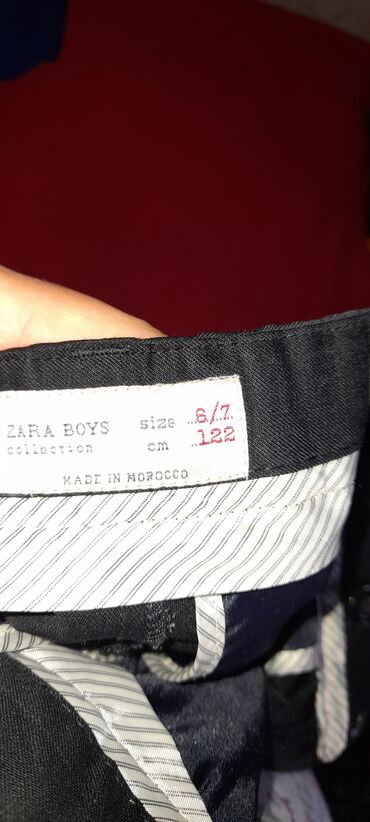 ZARA BOYS size 6/7
collection cm 122
MADE IN MOROCCO